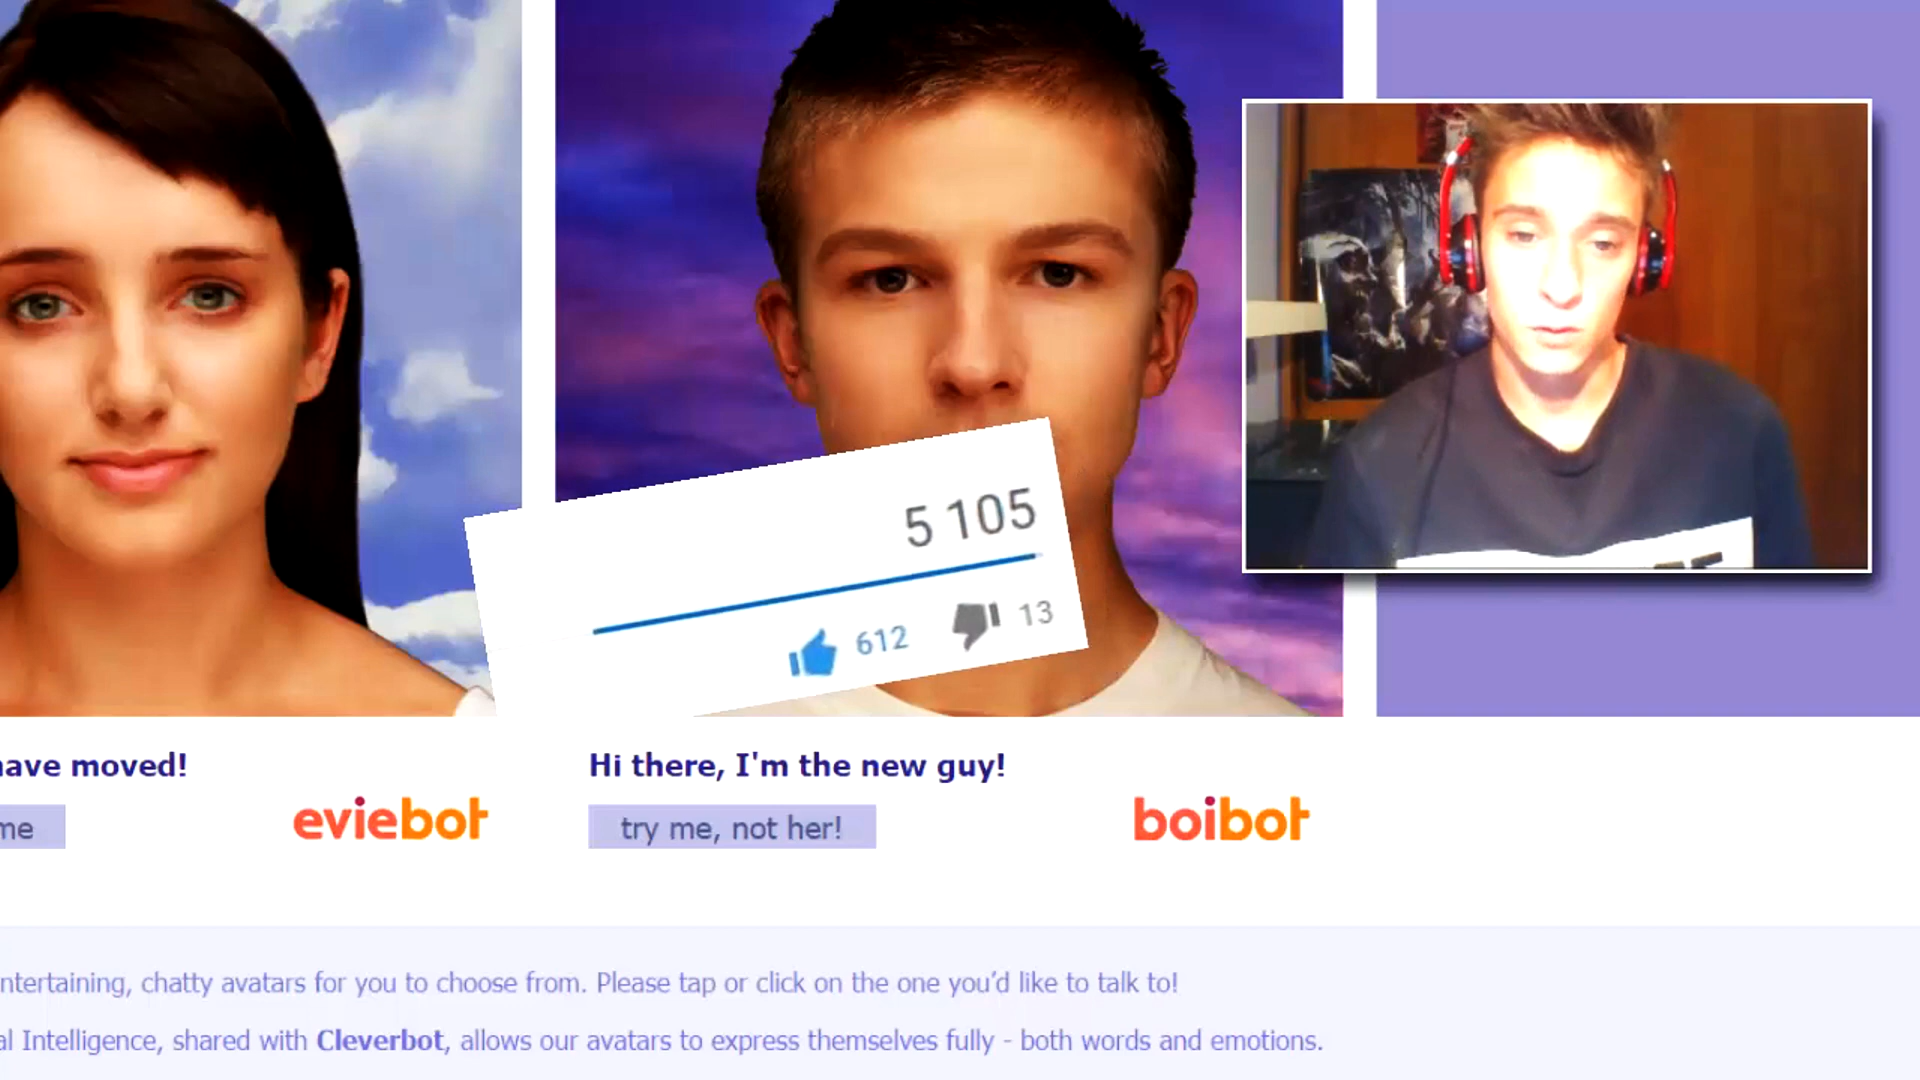 5 105
612 13
have moved!
Hi there, I'm the new guy!
me
eviebot
try me, not her!
boibot
ntertaining, chatty avatars for you to choose from. Please tap or click on the one you’d like to talk to!
al Intelligence, shared with Cleverbot, allows our avatars to express themselves fully - both words and emotions.